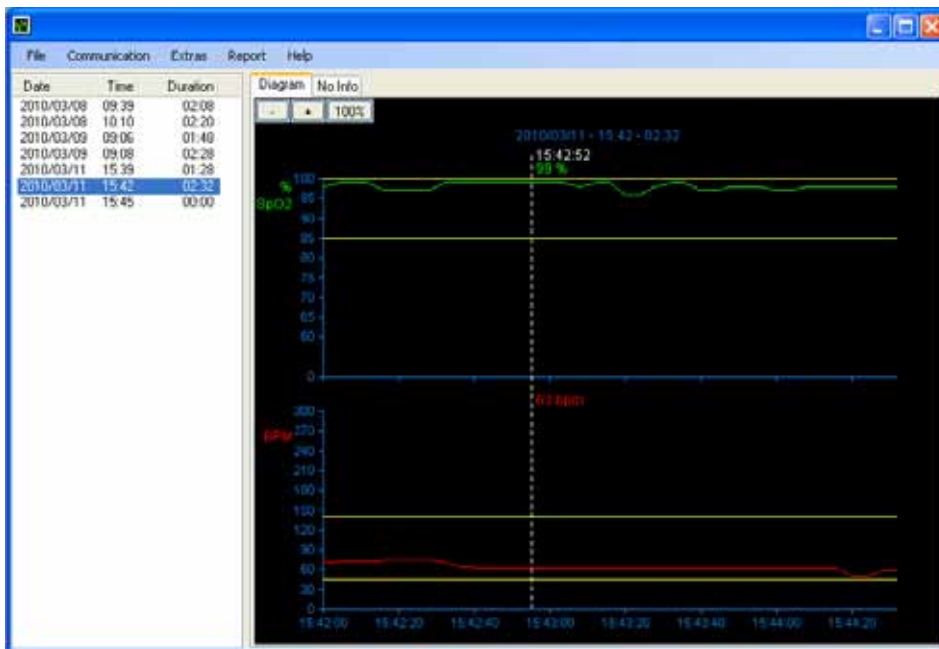 File Communication Extras Report Help
Date Time Duration
2010/03/08 09:39 02:08
2010/03/08 10:10 02:20
2010/03/09 09:06 01:48
2010/03/09 09:08 02:28
2010/03/11 15:39 01:28
2010/03/11 15:42 02:32
2010/03/11 15:45 00:00
Diagram No Info
- + 100%
2010/03/11 - 15:42 - 02:32
15:42:52
99 %
%
SpO2
100
95
90
85
80
75
70
65
60
0
63 bpm
BPM
300
270
240
210
180
150
120
90
60
30
0
15:42:00 15:42:20 15:42:40 15:43:00 15:43:20 15:43:40 15:44:00 15:44:20